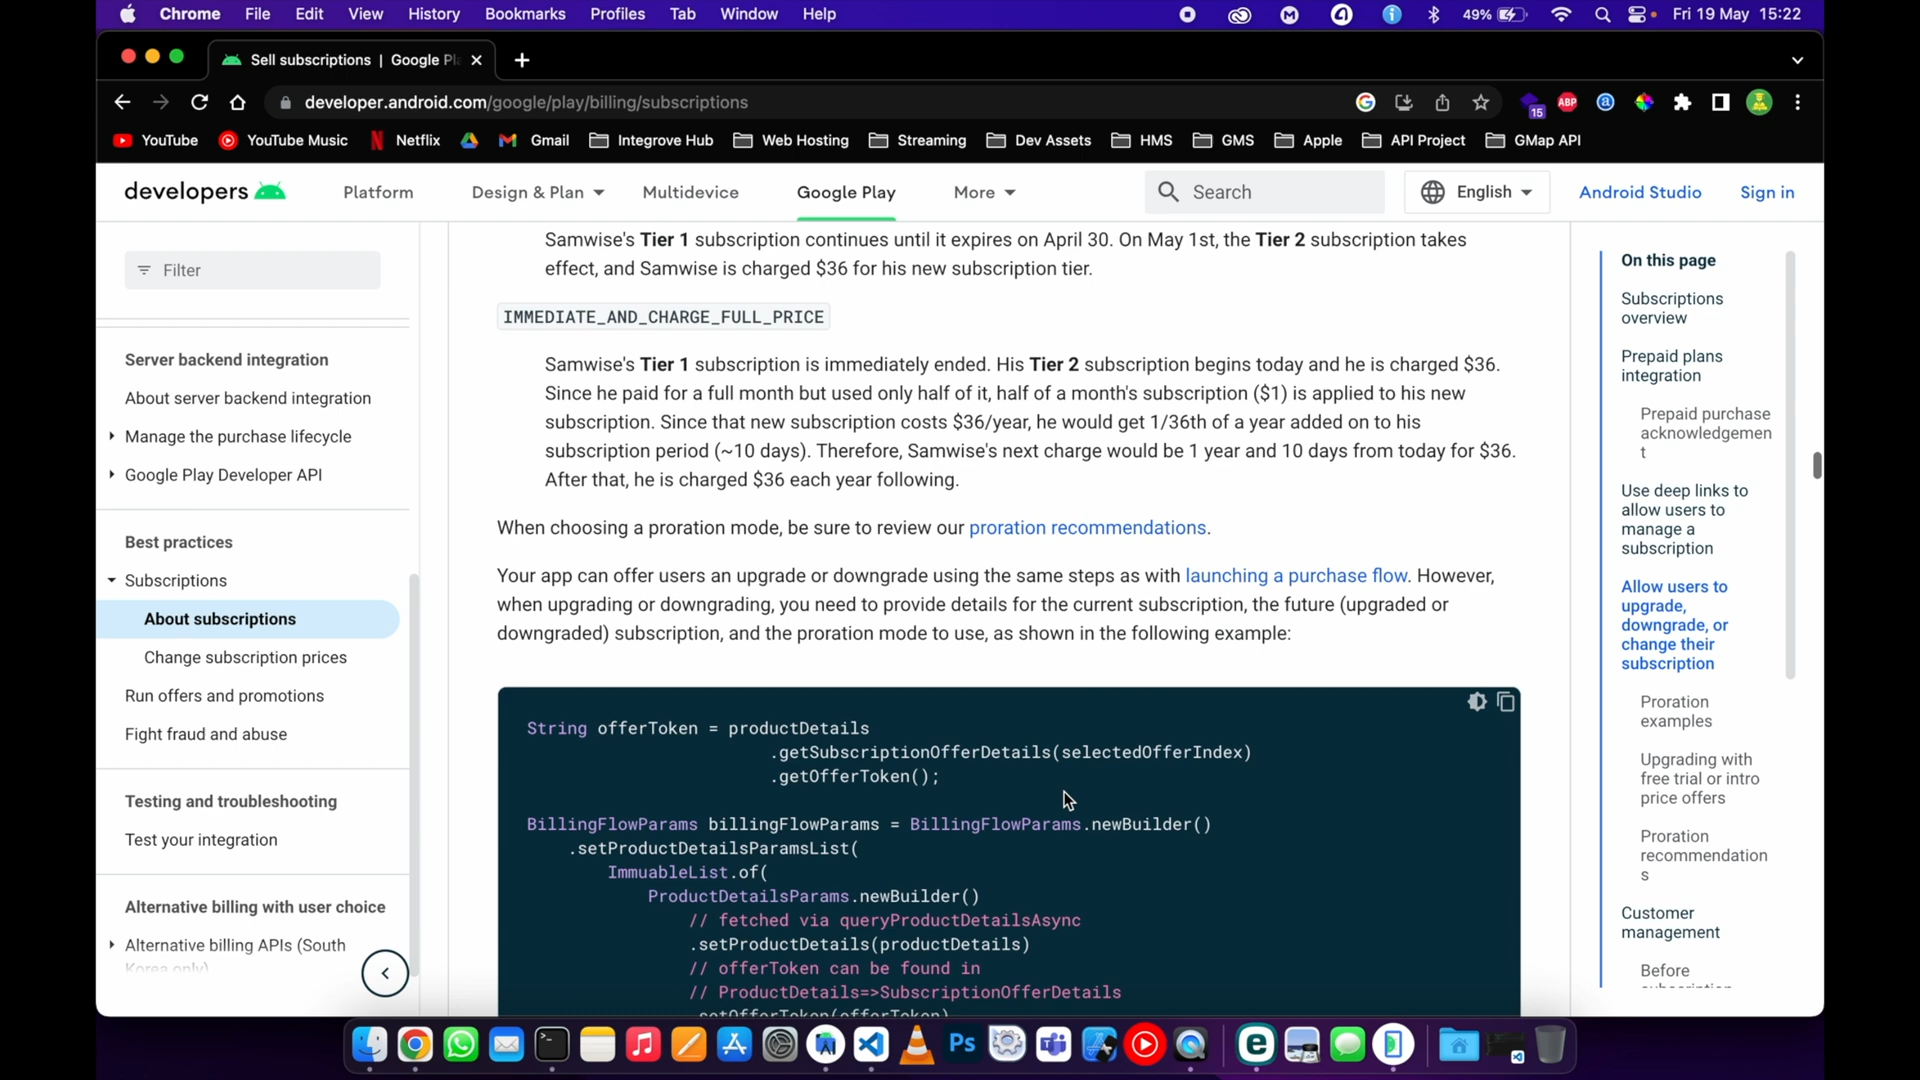 Chrome File Edit View History Bookmarks Profiles Tab Window Help 49% Fri 19 May 15:22
Sell subscriptions | Google Pl
developer.android.com/google/play/billing/subscriptions
15 ABP
YouTube YouTube Music Netflix Gmail Integrove Hub Web Hosting Streaming Dev Assets HMS GMS Apple API Project GMap API
developers Platform Design & Plan Multidevice Google Play More Search English Android Studio Sign in
Filter
Server backend integration
About server backend integration
Manage the purchase lifecycle
Google Play Developer API
Best practices
Subscriptions
About subscriptions
Change subscription prices
Run offers and promotions
Fight fraud and abuse
Testing and troubleshooting
Test your integration
Alternative billing with user choice
Alternative billing APIs (South
Korea only)
Samwise's Tier 1 subscription continues until it expires on April 30. On May 1st, the Tier 2 subscription takes
effect, and Samwise is charged $36 for his new subscription tier.
IMMEDIATE_AND_CHARGE_FULL_PRICE
Samwise's Tier 1 subscription is immediately ended. His Tier 2 subscription begins today and he is charged $36.
Since he paid for a full month but used only half of it, half of a month's subscription ($1) is applied to his new
subscription. Since that new subscription costs $36/year, he would get 1/36th of a year added on to his
subscription period (~10 days). Therefore, Samwise's next charge would be 1 year and 10 days from today for $36.
After that, he is charged $36 each year following.
When choosing a proration mode, be sure to review our proration recommendations.
Your app can offer users an upgrade or downgrade using the same steps as with launching a purchase flow. However,
when upgrading or downgrading, you need to provide details for the current subscription, the future (upgraded or
downgraded) subscription, and the proration mode to use, as shown in the following example:
String offerToken = productDetails
.getSubscriptionOfferDetails(selectedOfferIndex)
.getOfferToken();
BillingFlowParams billingFlowParams = BillingFlowParams.newBuilder()
.setProductDetailsParamsList(
ImmuableList.of(
ProductDetailsParams.newBuilder()
// fetched via queryProductDetailsAsync
.setProductDetails(productDetails)
// offerToken can be found in
// ProductDetails=>SubscriptionOfferDetails
.setOfferToken(offerToken)
On this page
Subscriptions
overview
Prepaid plans
integration
Prepaid purchase
acknowledgemen
t
Use deep links to
allow users to
manage a
subscription
Allow users to
upgrade,
downgrade, or
change their
subscription
Proration
examples
Upgrading with
free trial or intro
price offers
Proration
recommendation
s
Customer
management
Before
subscription
Ps